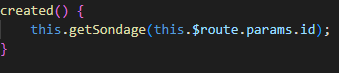 created() {
    this.getSondage(this.$route.params.id);
}